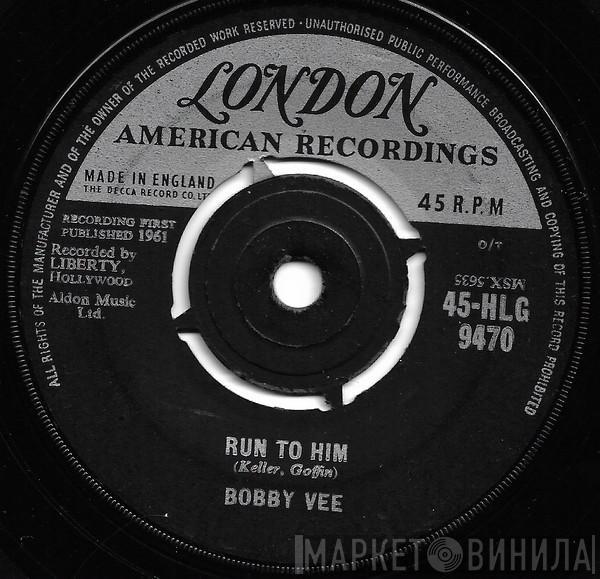 ALL RIGHTS OF THE MANUFACTURER AND OF THE OWNER OF THE RECORDED WORK RESERVED • UNAUTHORISED PUBLIC PERFORMANCE BROADCASTING AND COPYING OF THIS RECORD PROHIBITED
LONDON
AMERICAN RECORDINGS
MADE IN ENGLAND
THE DECCA RECORD CO. LT
45 R.P.M
RECORDING FIRST
PUBLISHED 1961
Recorded by
LIBERTY,
HOLLYWOOD
Aldon Music
Ltd.
O/T
MSX.5635
45-HLG
9470
RUN TO HIM
(Keller, Goffin)
BOBBY VEE
МАРКЕТ ВИНИЛА